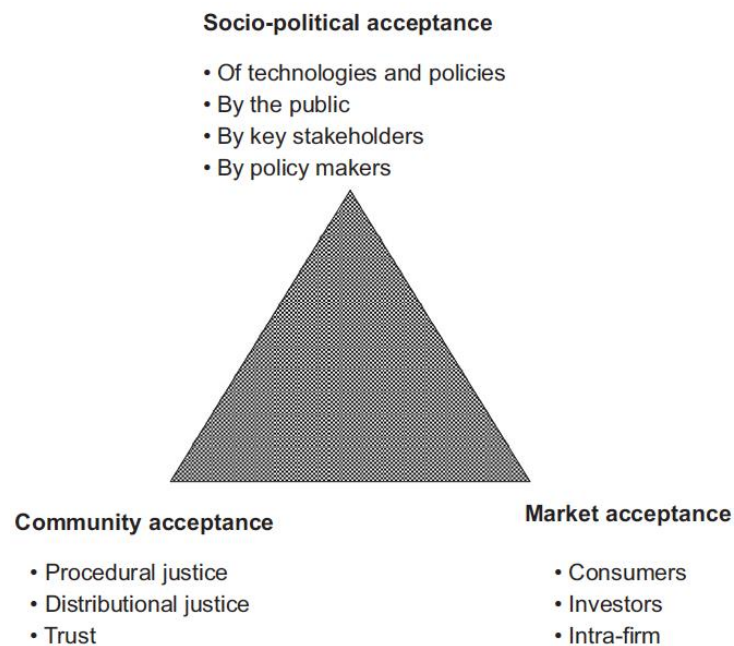 Socio-political acceptance
• Of technologies and policies
• By the public
• By key stakeholders
• By policy makers
Community acceptance
• Procedural justice
• Distributional justice
• Trust
Market acceptance
• Consumers
• Investors
• Intra-firm